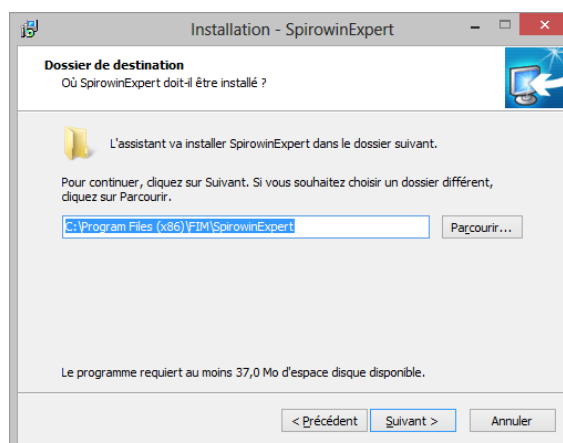 Installation - SpirowinExpert
Dossier de destination
Où SpirowinExpert doit-il être installé ?
L'assistant va installer SpirowinExpert dans le dossier suivant.
Pour continuer, cliquez sur Suivant. Si vous souhaitez choisir un dossier différent,
cliquez sur Parcourir.
C:\Program Files (x86)\FIM\SpirowinExpert
Parcourir...
Le programme requiert au moins 37,0 Mo d'espace disque disponible.
< Précédent
Suivant >
Annuler